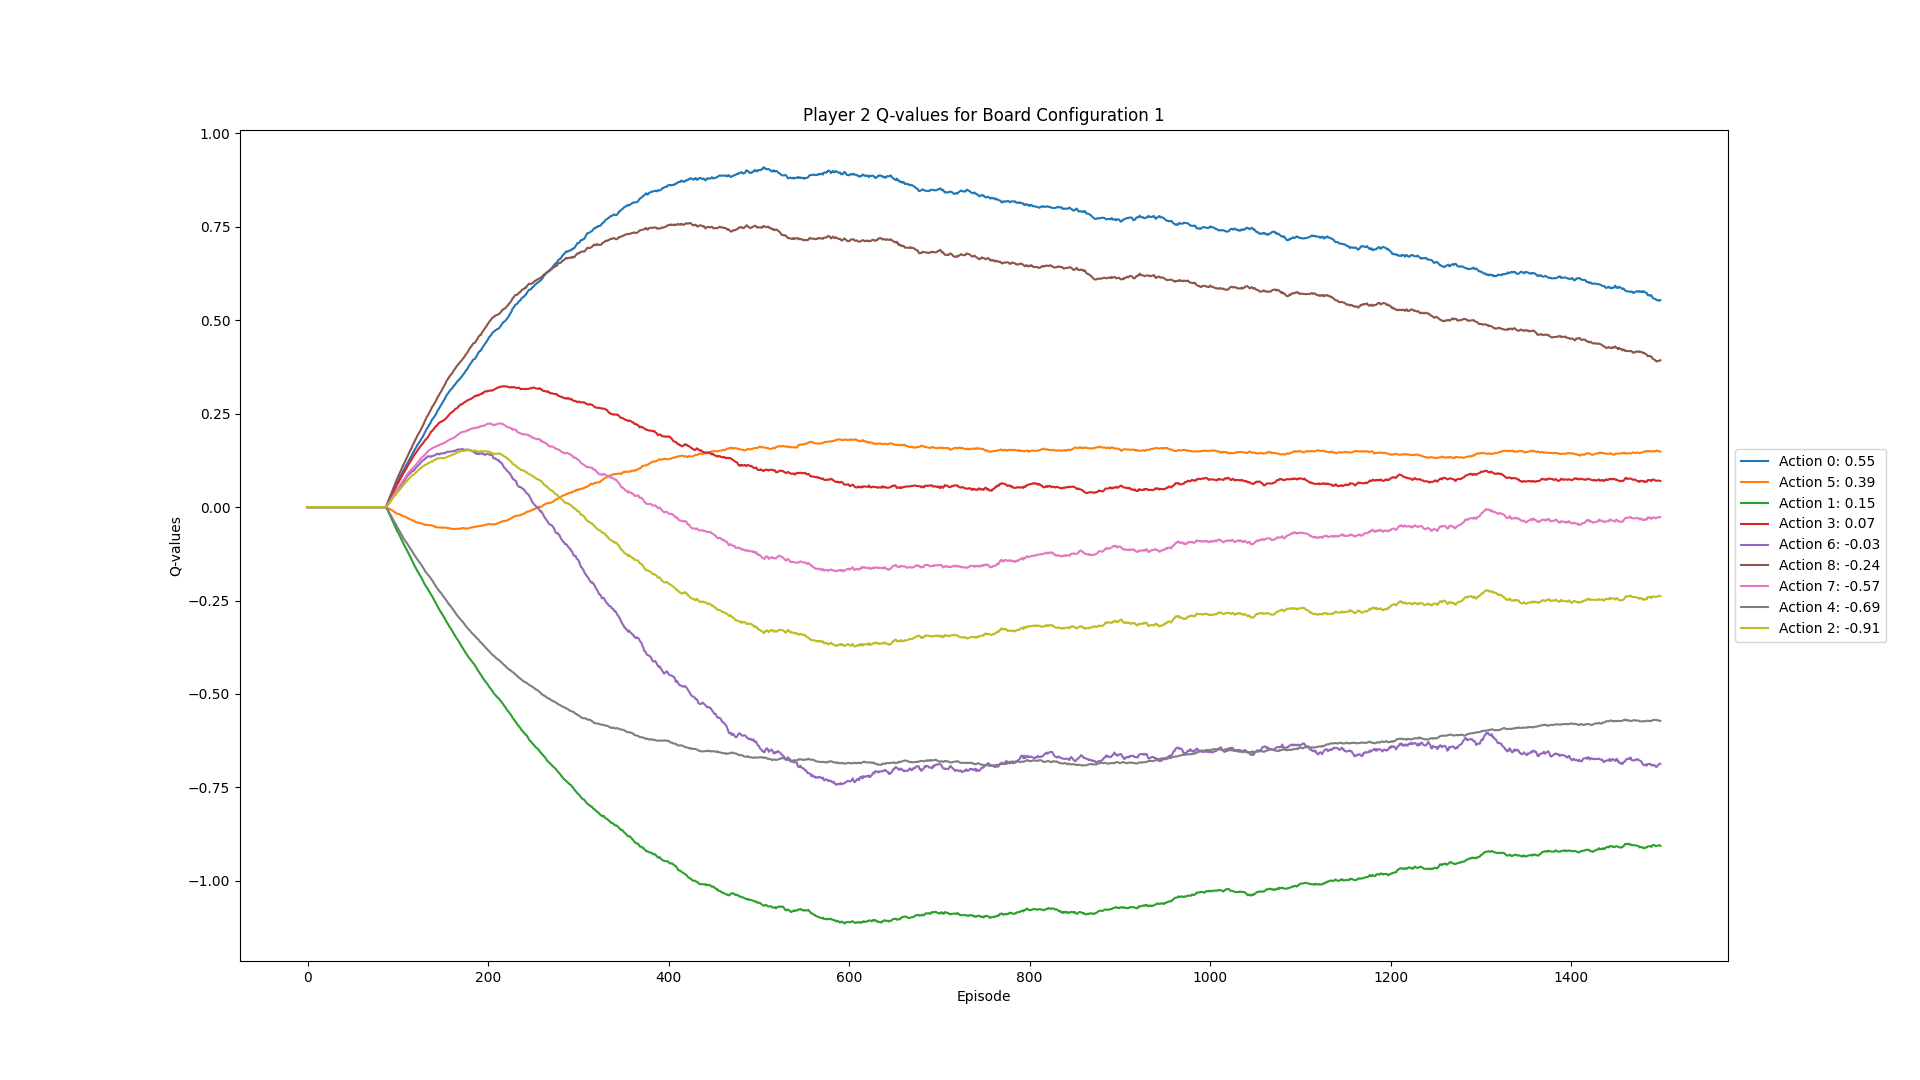 Player 2 Q-values for Board Configuration 1
1.00
0.75
0.50
0.25
0.00
−0.25
−0.50
−0.75
−1.00
Q-values
0 200 400 600 800 1000 1200 1400
Episode
Action 0: 0.55
Action 5: 0.39
Action 1: 0.15
Action 3: 0.07
Action 6: -0.03
Action 8: -0.24
Action 7: -0.57
Action 4: -0.69
Action 2: -0.91